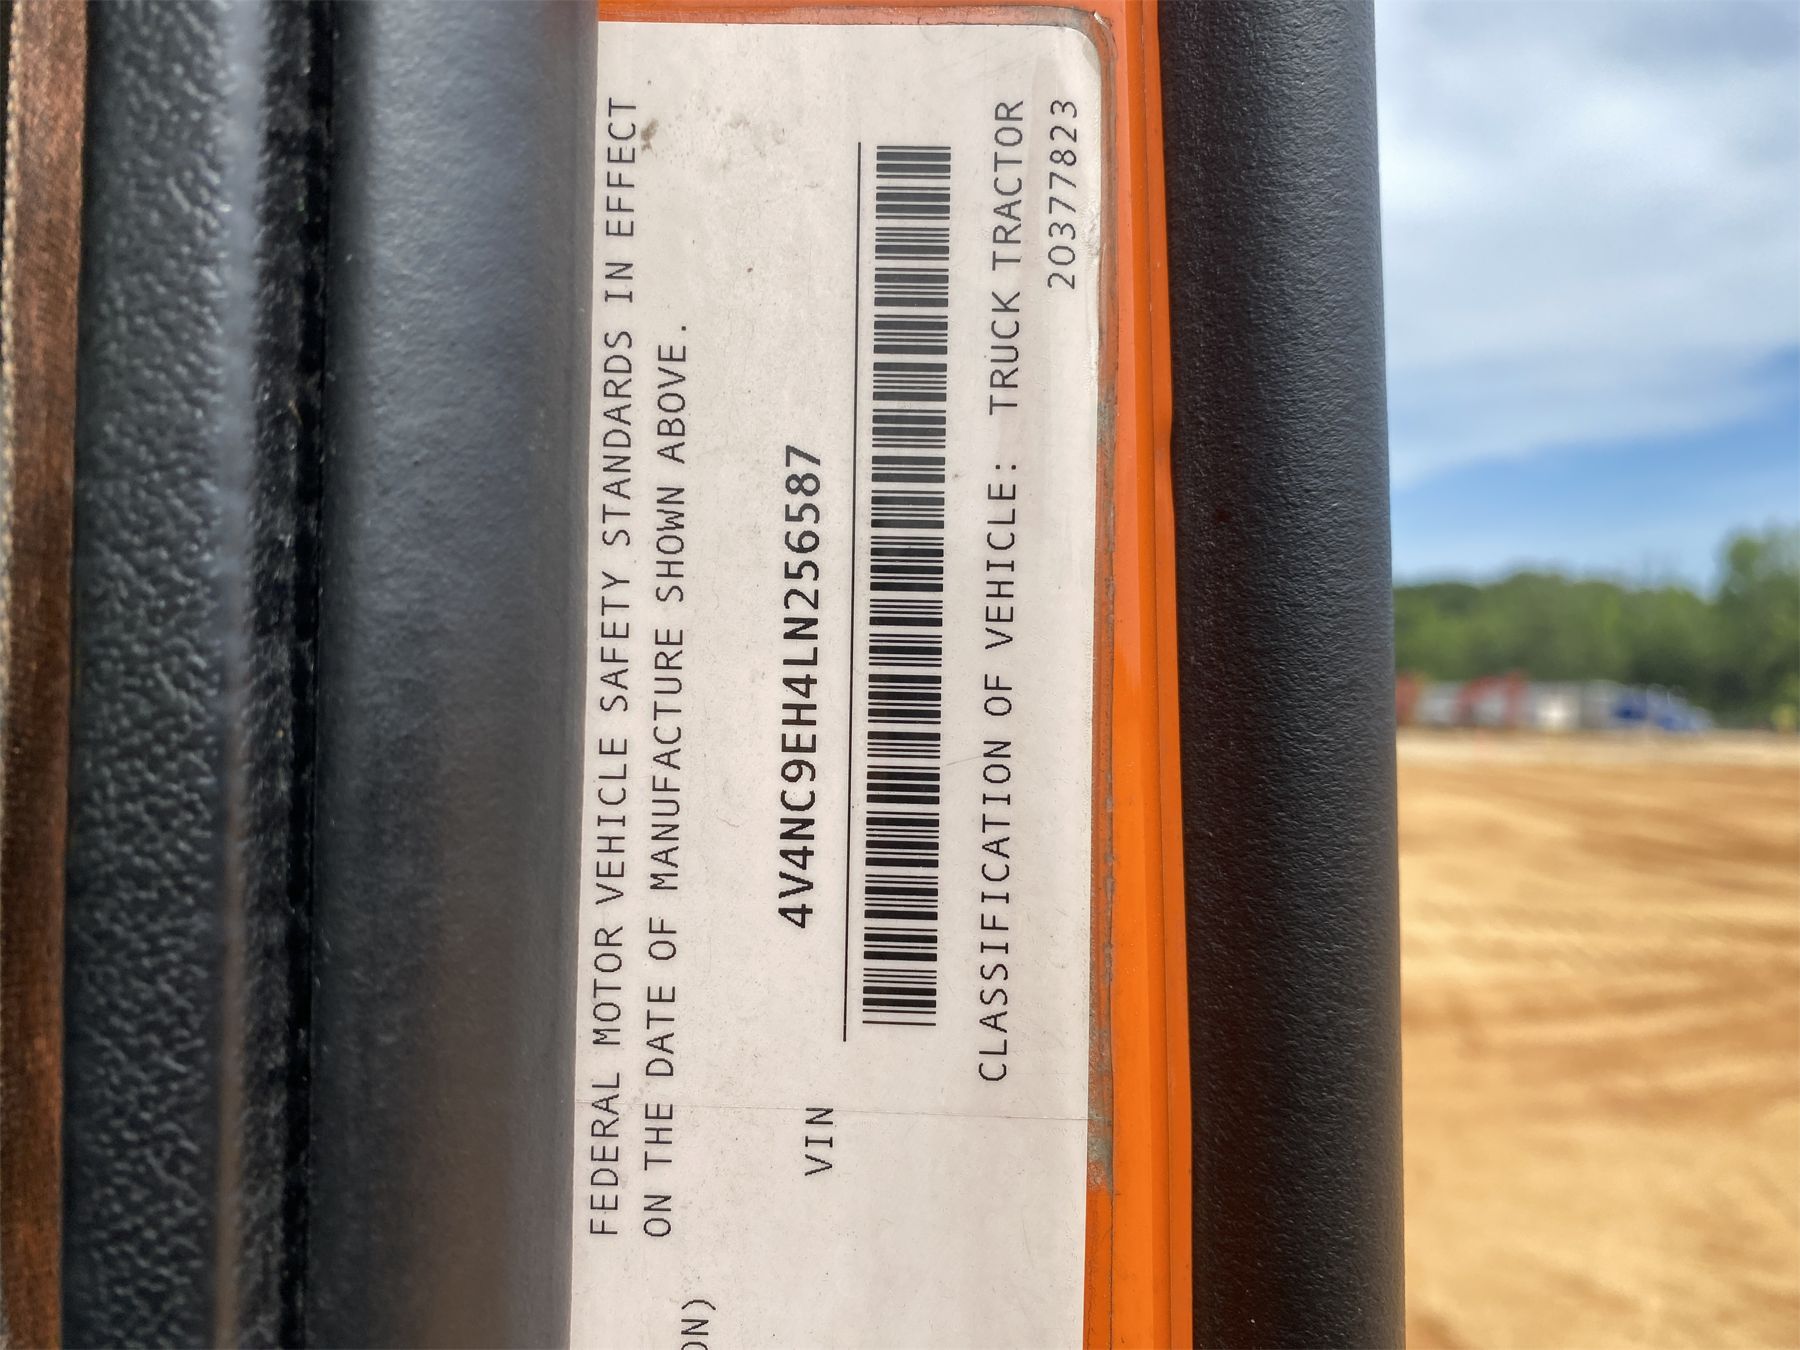 FEDERAL MOTOR VEHICLE SAFETY STANDARDS IN EFFECT
ON THE DATE OF MANUFACTURE SHOWN ABOVE.
ON)
VIN 4V4NC9EH4LN256587
CLASSIFICATION OF VEHICLE: TRUCK TRACTOR
20377823